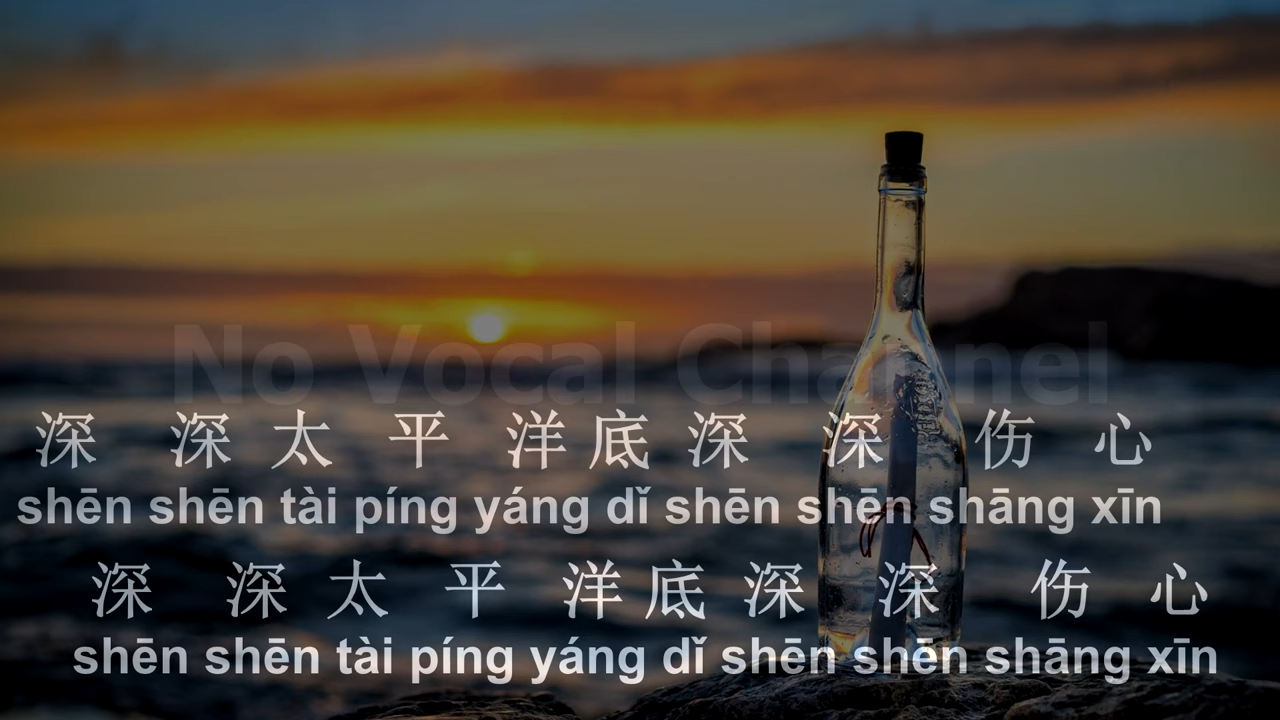 No Vocal Channel
深 深 太 平 洋 底 深 深 伤 心
shēn shēn tài píng yáng dǐ shēn shēn shāng xīn
深 深 太 平 洋 底 深 深 伤 心
shēn shēn tài píng yáng dǐ shēn shēn shāng xīn